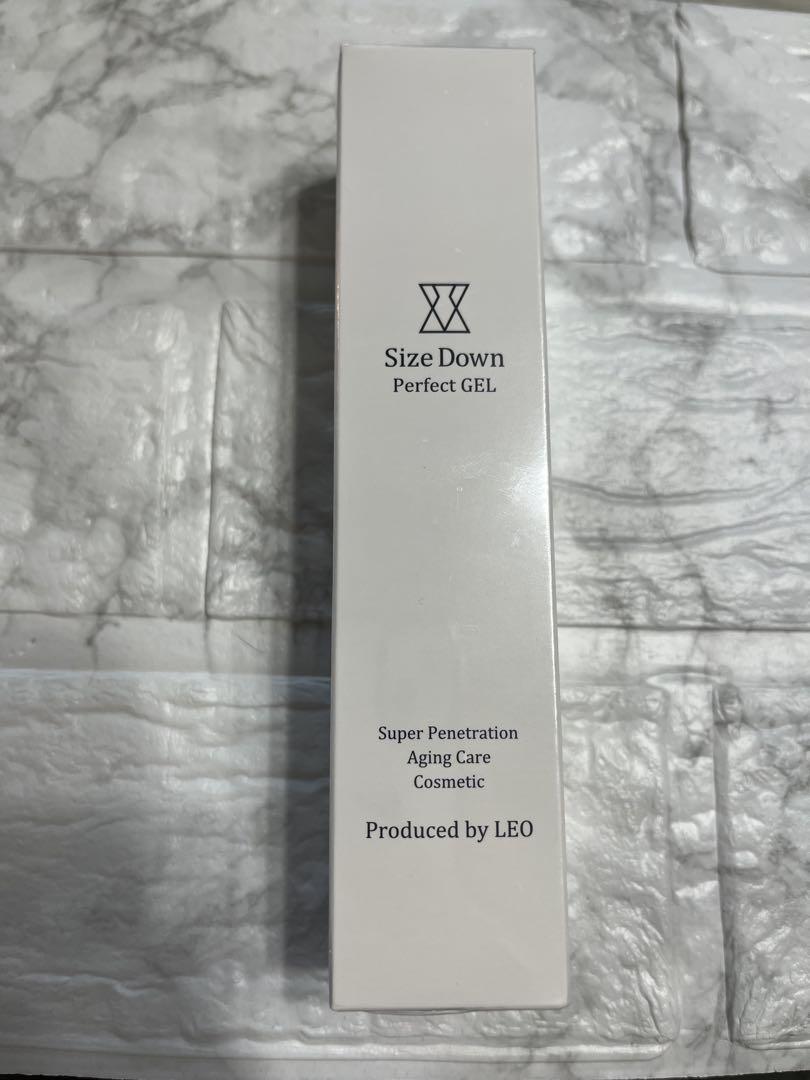 Size Down
Perfect GEL
Super Penetration
Aging Care
Cosmetic
Produced by LEO